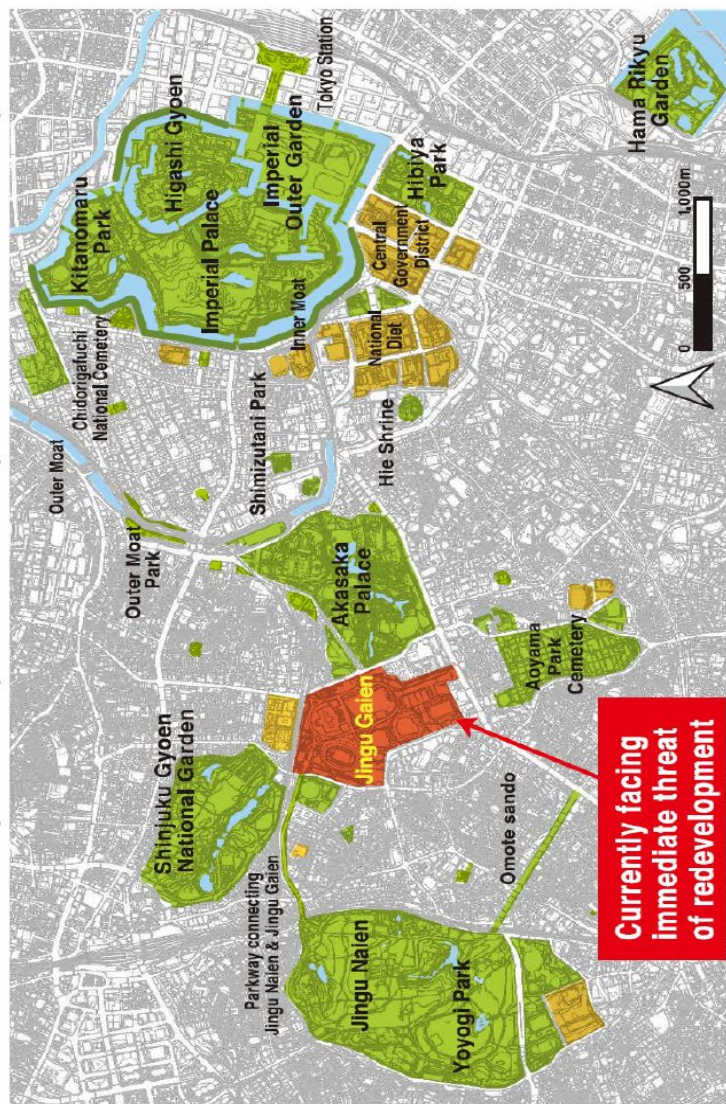 Outer Moat
Chidorigafuchi
National Cemetery
Kitanomaru
Park
Higashi Gyoen
Imperial Palace
Imperial
Outer Garden
Tokyo Station
Inner Moat
Outer Moat
Park
Shimizutani Park
Shinjuku Gyoen
National Garden
Parkway connecting
Jingu Naien & Jingu Gaien
Jingu Gaien
Akasaka
Palace
Hie Shrine
National Diet
Central
Government
District
Hibiya
Park
Hama Rikyu
Garden
Jingu Naien
Yoyogi Park
Omote sando
Aoyama
Park
Cemetery
Currently facing
immediate threat
of redevelopment
0 500 1,000m